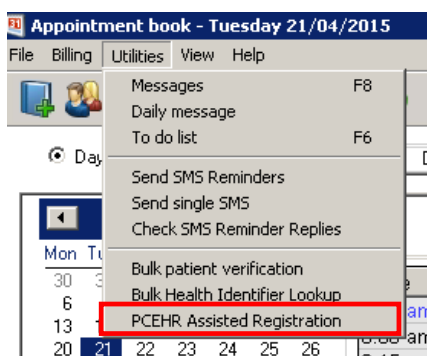 Appointment book - Tuesday 21/04/2015
File Billing Utilities View Help
Messages F8
Daily message
To do list F6
Send SMS Reminders
Send single SMS
Check SMS Reminder Replies
Bulk patient verification
Bulk Health Identifier Lookup
PCEHR Assisted Registration
Mon
30
6
13
20 21 22 23 24 25 26